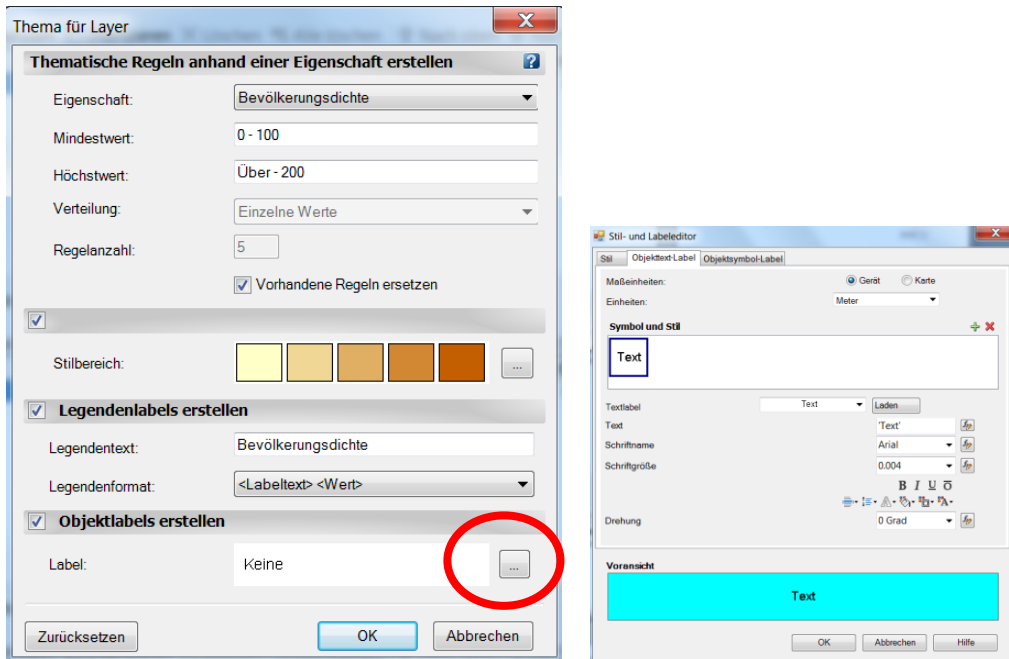 Thema für Layer
Thematische Regeln anhand einer Eigenschaft erstellen
Eigenschaft: Bevölkerungsdichte
Mindestwert: 0 - 100
Höchstwert: Über - 200
Verteilung: Einzelne Werte
Regelanzahl: 5
Vorhandene Regeln ersetzen
Stilbereich: ...
Legendenlabels erstellen
Legendentext: Bevölkerungsdichte
Legendenformat: <Labeltext> <Wert>
Objektlabels erstellen
Label: Keine ...
Zurücksetzen OK Abbrechen
Stil- und Labeleditor
Stil Objekttext-Label Objektsymbol-Label
Maßeinheiten: Gerät Karte
Einheiten: Meter
Symbol und Stil
Text
Textlabel Text Laden
Text 'Text'
Schriftname Arial
Schriftgröße 0.004
B I U O
Drehung 0 Grad
Voransicht
Text
OK Abbrechen Hilfe